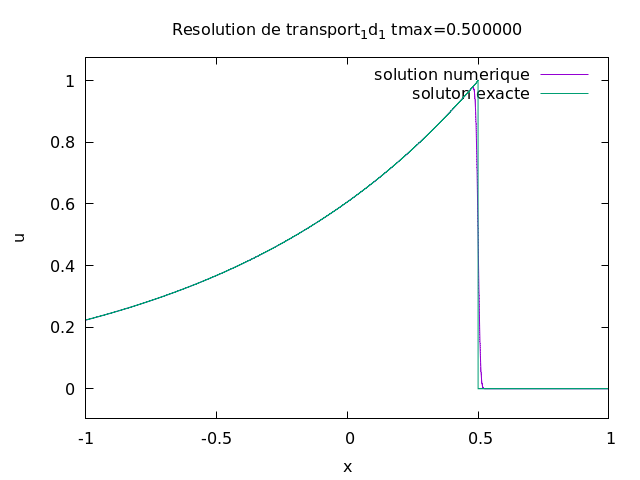 Resolution de transport₁d₁ tmax=0.500000
solution numerique
soluton exacte
1
0.8
0.6
0.4
0.2
0
u
-1 -0.5 0 0.5 1
x